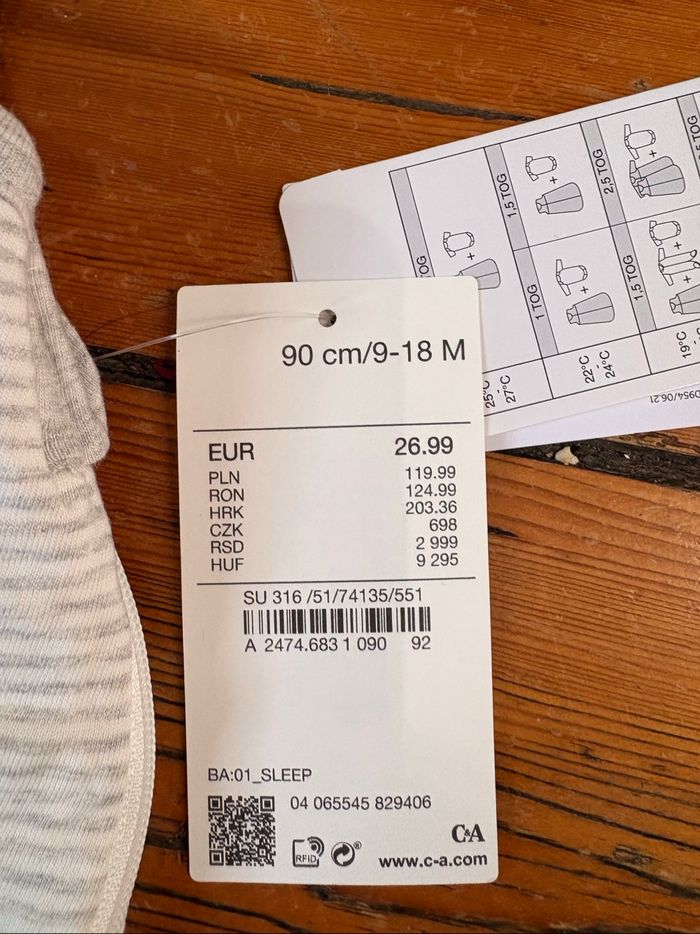 90 cm/9-18 M
EUR 26.99
PLN 119.99
RON 124.99
HRK 203.36
CZK 698
RSD 2 999
HUF 9 295
SU 316 /51/74135/551
A 2474.683 1 090 92
BA:01_SLEEP
04 065545 829406
RFID
C&A
www.c-a.com
1,5 TOG
2,5 TOG
1 TOG
1,5 TOG
25°C
-
27°C
22°C
-
24°C
19°C